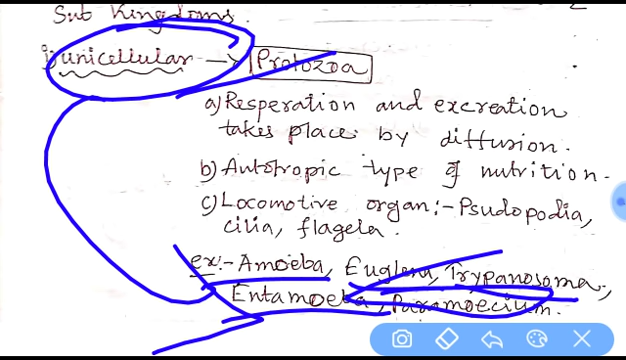 Sub Kingdoms.
i) unicellular → Protozoa
a) Resperation and excreation
takes place by diffusion.
b) Autotropic type of nutrition.
c) Locomotive organ:- Psudopodia,
cilia, flagela.
ex:- Amoeba, Euglena, Trypanosoma,
Entamoeba, Paramoecium.